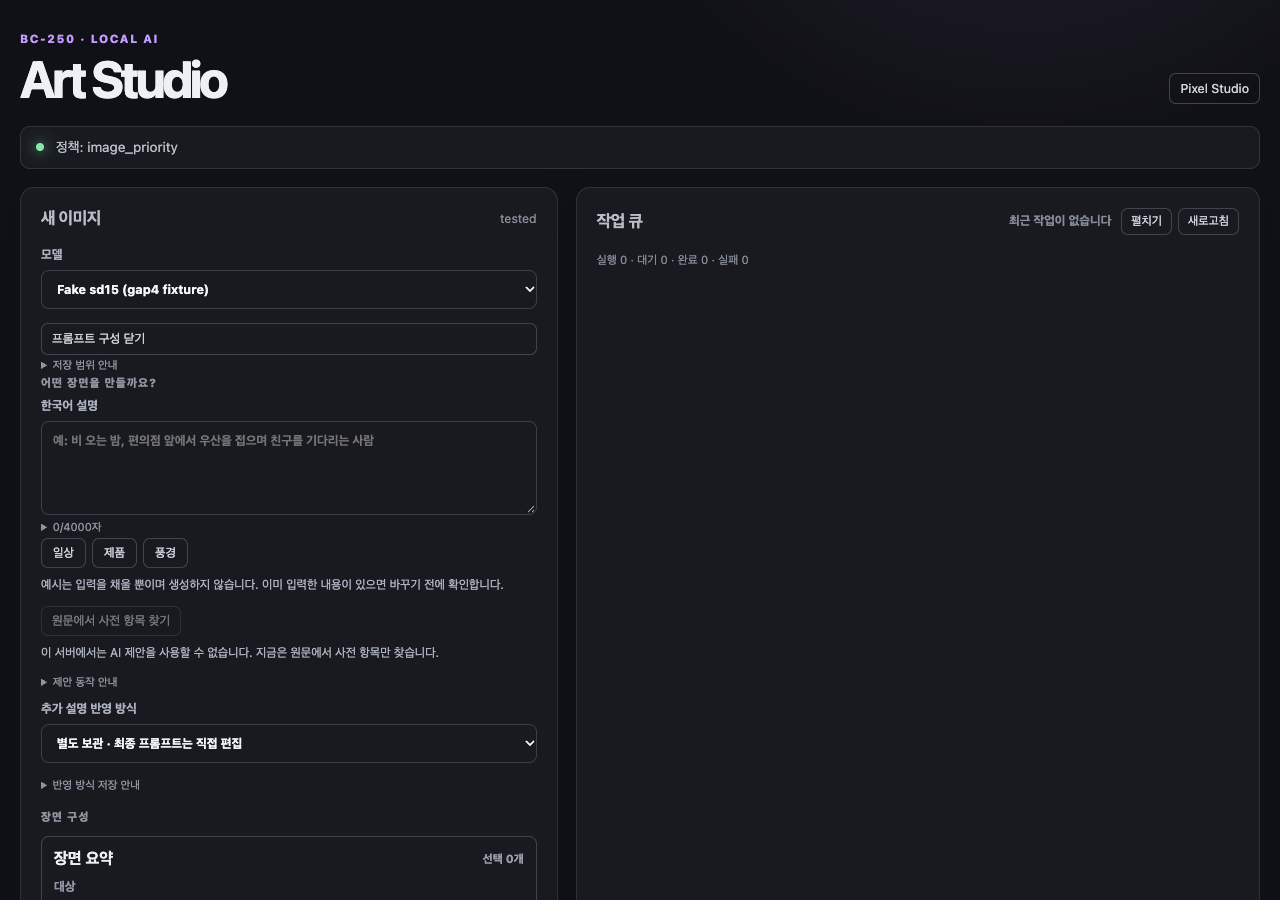 BC-250 · LOCAL AI
Art Studio
Pixel Studio
정책: image_priority
새 이미지
tested
모델
Fake sd15 (gap4 fixture)
프롬프트 구성 닫기
저장 범위 안내
어떤 장면을 만들까요?
한국어 설명
예: 비 오는 밤, 편의점 앞에서 우산을 접으며 친구를 기다리는 사람
0/4000자
일상
제품
풍경
예시는 입력을 채울 뿐이며 생성하지 않습니다. 이미 입력한 내용이 있으면 바꾸기 전에 확인합니다.
원문에서 사전 항목 찾기
이 서버에서는 AI 제안을 사용할 수 없습니다. 지금은 원문에서 사전 항목만 찾습니다.
제안 동작 안내
추가 설명 반영 방식
별도 보관 · 최종 프롬프트는 직접 편집
반영 방식 저장 안내
장면 구성
장면 요약
선택 0개
대상
작업 큐
최근 작업이 없습니다
펼치기
새로고침
실행 0 · 대기 0 · 완료 0 · 실패 0